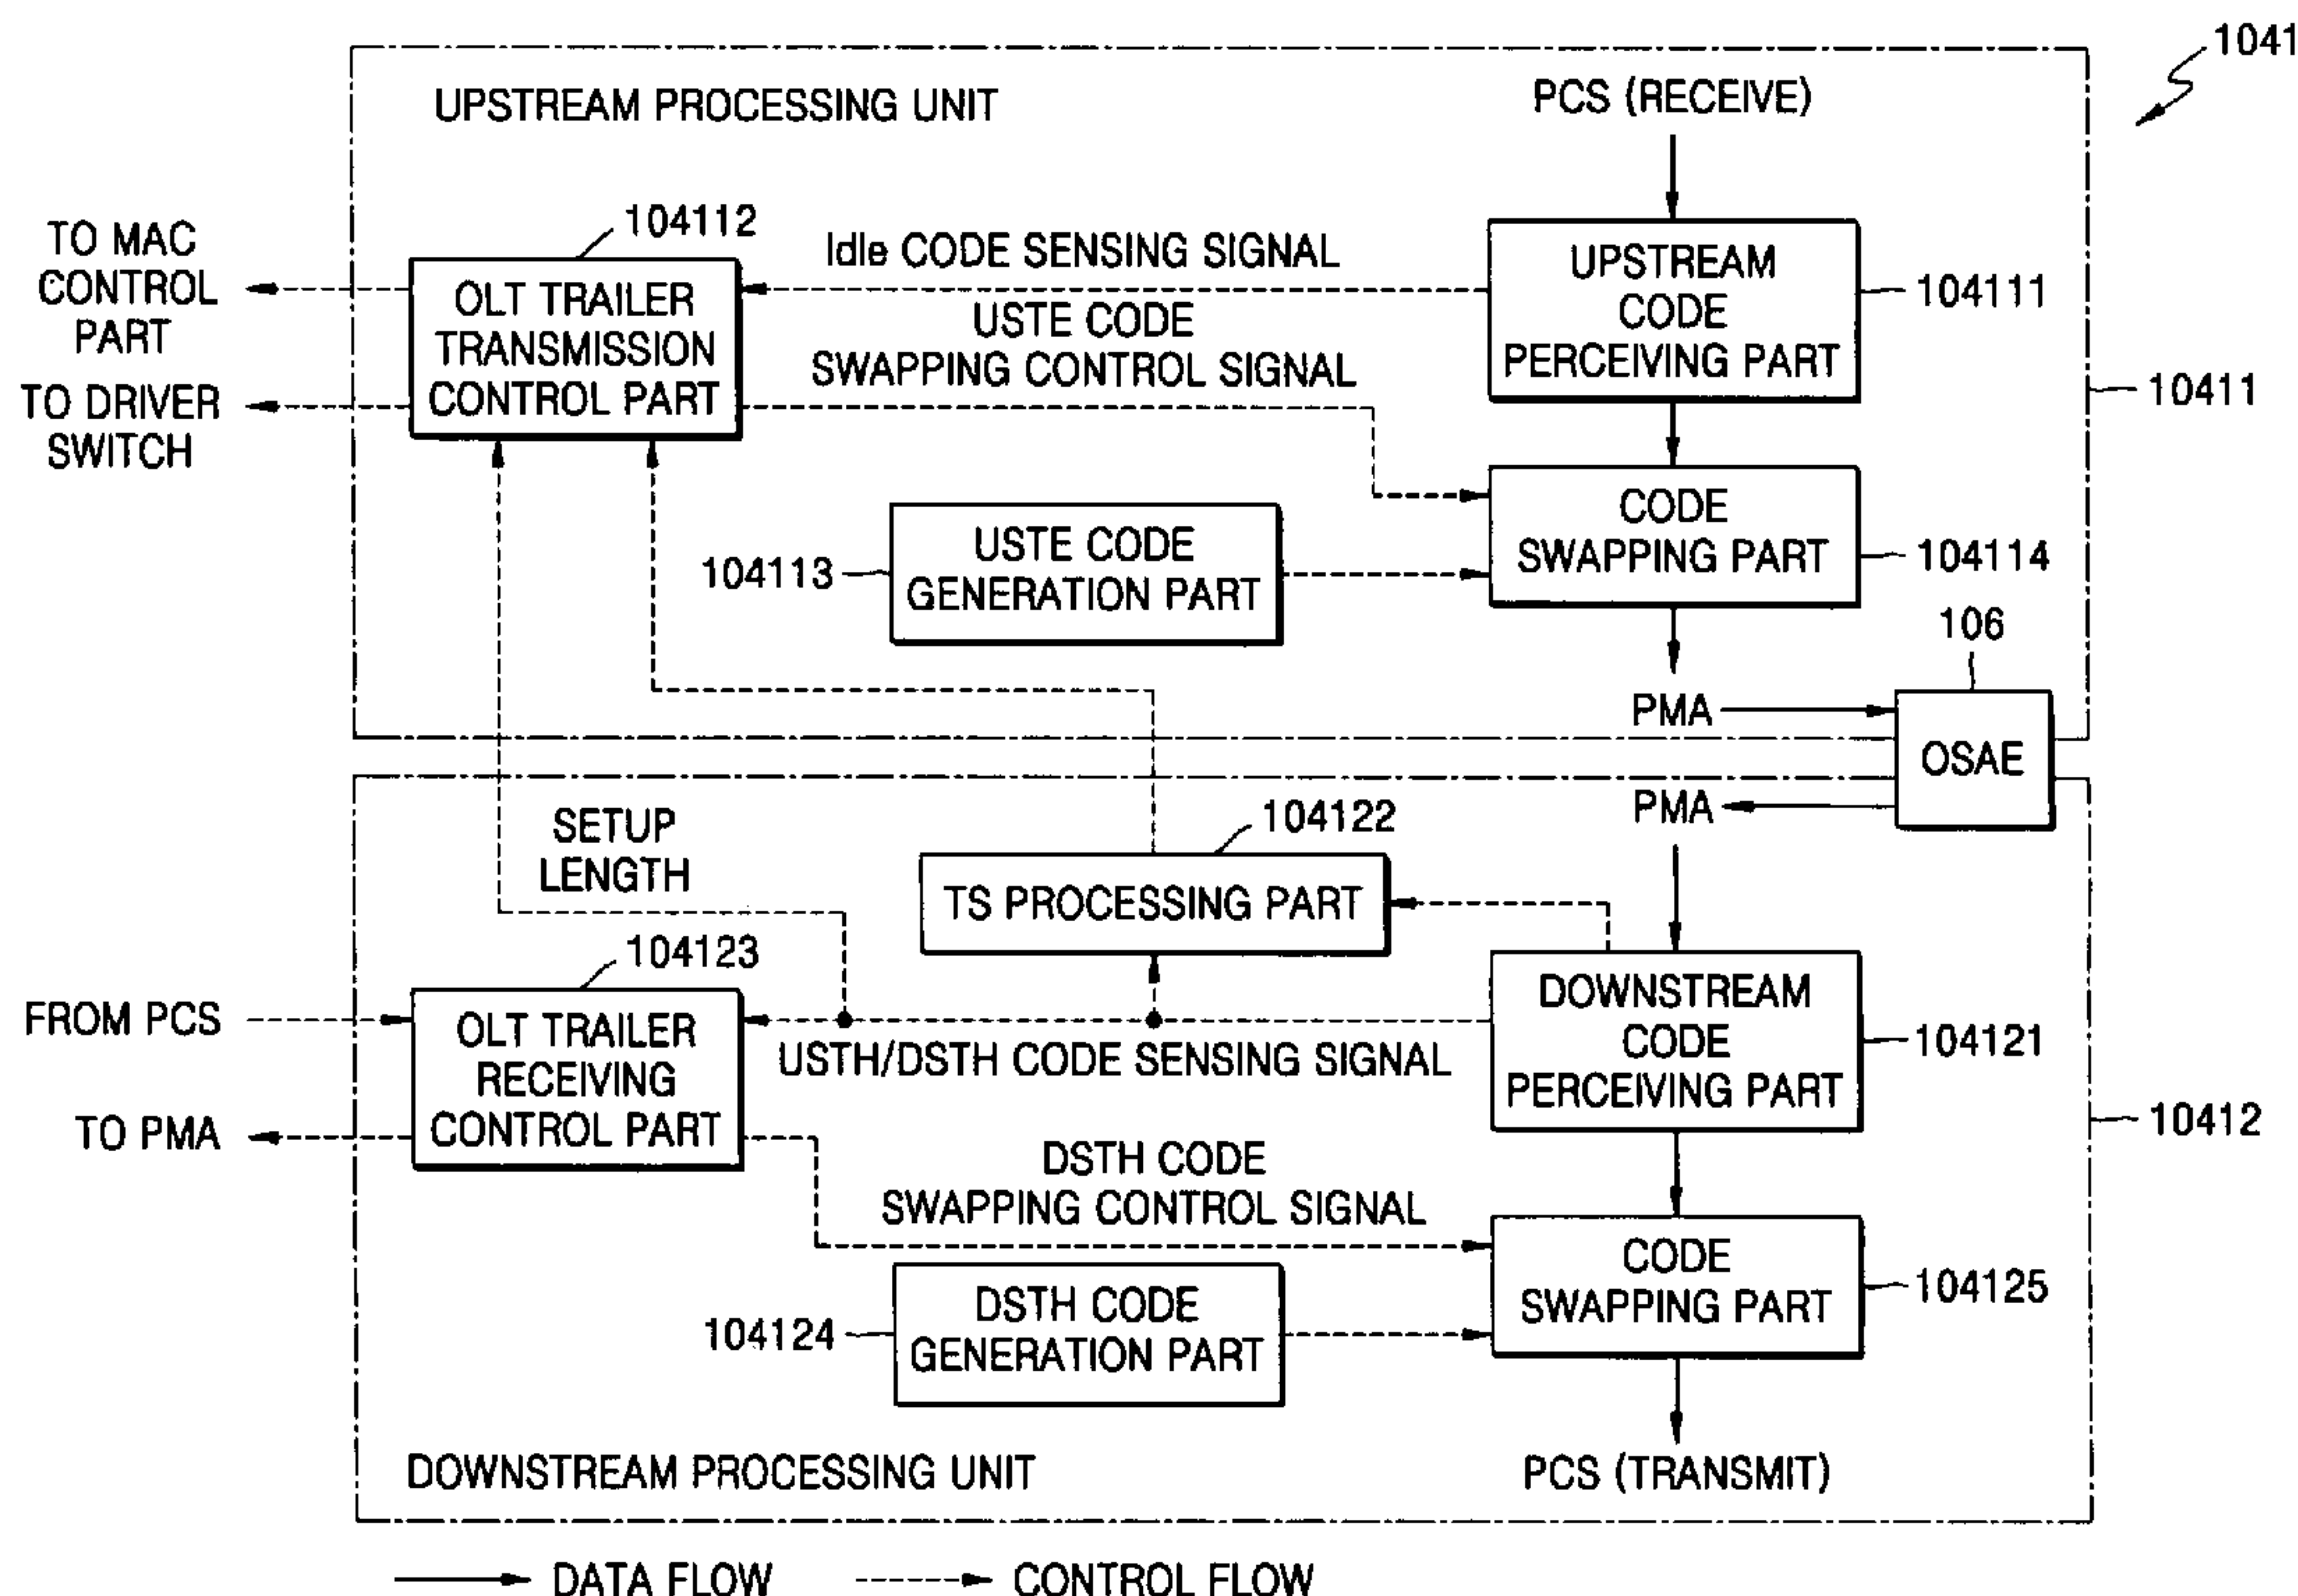 1041
UPSTREAM PROCESSING UNIT
PCS (RECEIVE)
TO MAC
CONTROL
PART
TO DRIVER
SWITCH
104112
OLT TRAILER
TRANSMISSION
CONTROL PART
Idle CODE SENSING SIGNAL
USTE CODE
SWAPPING CONTROL SIGNAL
UPSTREAM
CODE
PERCEIVING PART
104111
10411
USTE CODE
GENERATION PART
104113
CODE
SWAPPING PART
104114
106
PMA
OSAE
PMA
SETUP
LENGTH
104122
TS PROCESSING PART
104123
FROM PCS
TO PMA
OLT TRAILER
RECEIVING
CONTROL PART
USTH/DSTH CODE SENSING SIGNAL
DOWNSTREAM
CODE
PERCEIVING PART
104121
10412
DSTH CODE
SWAPPING CONTROL SIGNAL
104124
DSTH CODE
GENERATION PART
CODE
SWAPPING PART
104125
DOWNSTREAM PROCESSING UNIT
PCS (TRANSMIT)
DATA FLOW
CONTROL FLOW